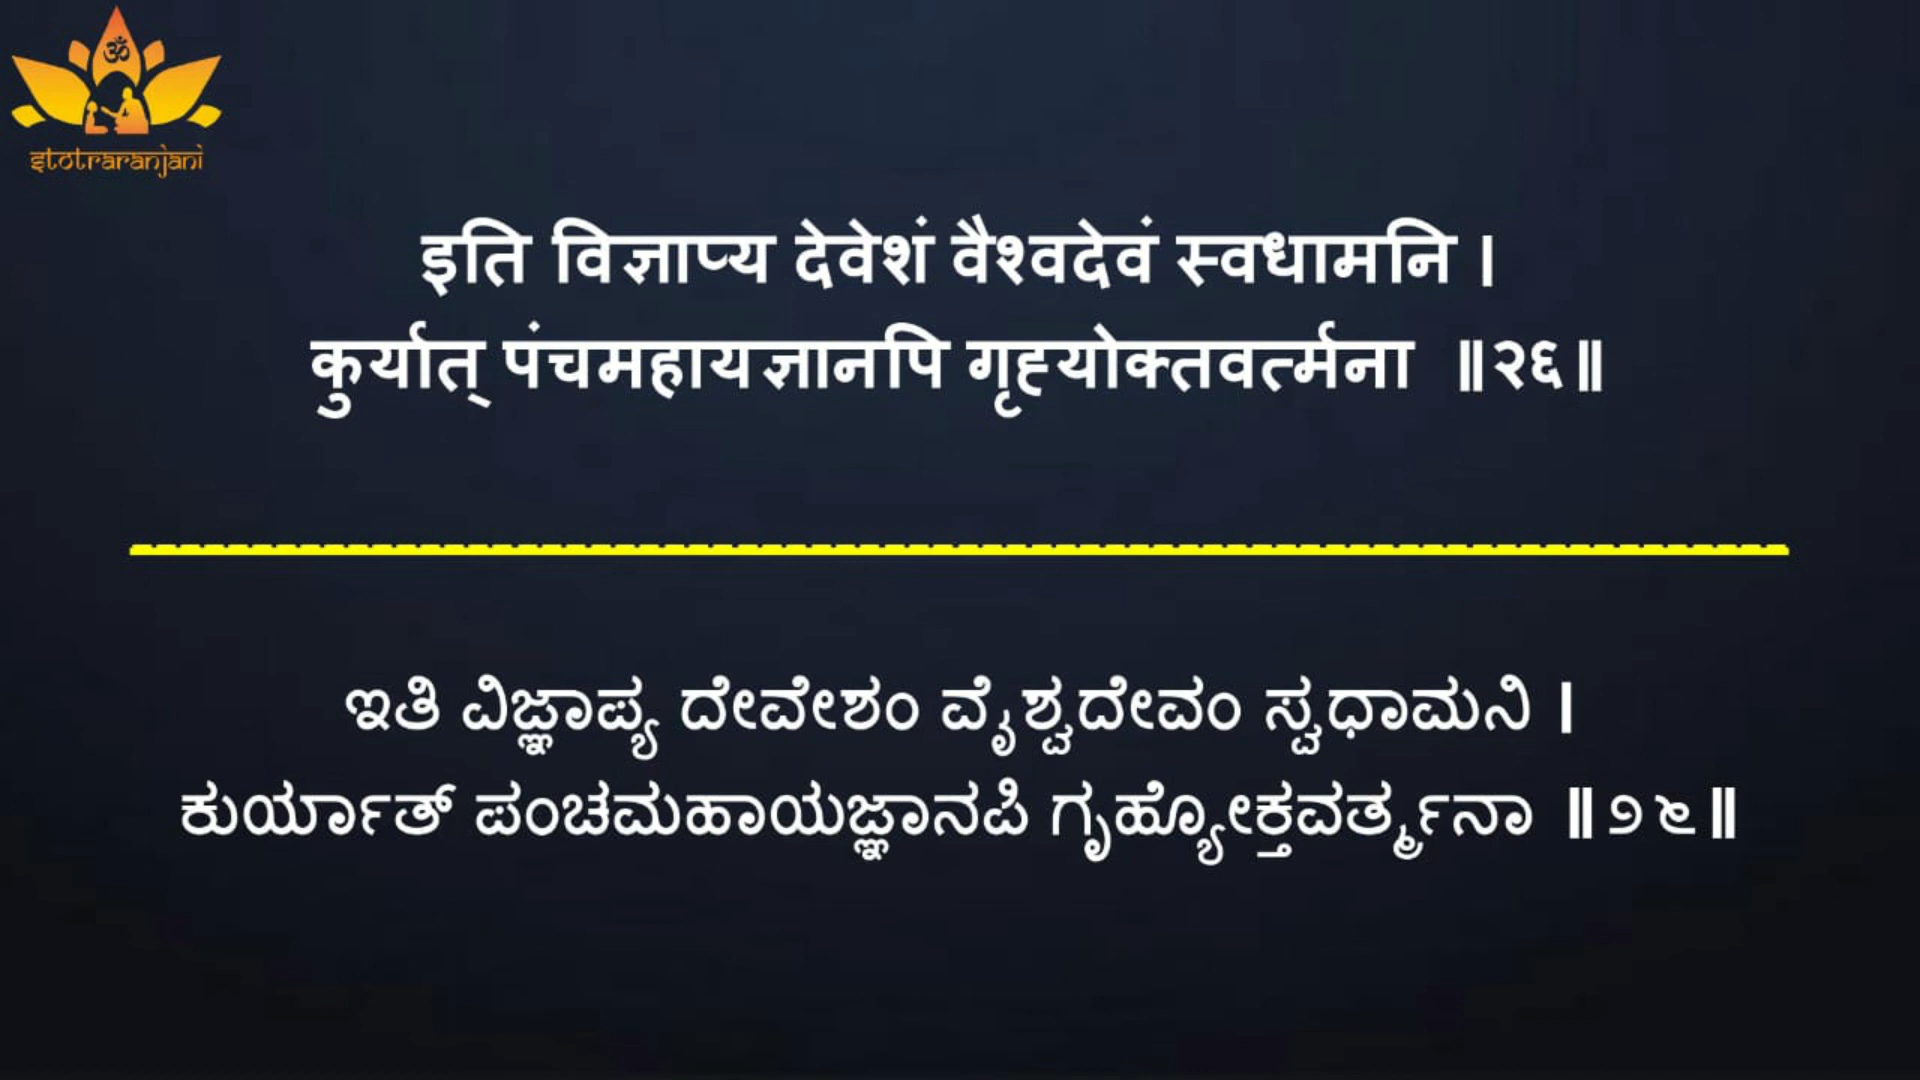 ॐ
stotraranjani
इति विज्ञाप्य देवेशं वैश्वदेवं स्वधामनि ।
कुर्यात् पंचमहायज्ञानपि गृह्योक्तवर्त्मना ॥२६॥
ಇತಿ ವಿಜ್ಞಾಪ್ಯ ದೇವೇಶಂ ವೈಶ್ವದೇವಂ ಸ್ವಧಾಮನಿ ।
ಕುರ್ಯಾತ್ ಪಂಚಮಹಾಯಜ್ಞಾನಪಿ ಗೃಹ್ಯೋಕ್ತವರ್ತ್ಮನಾ ॥೨೬॥